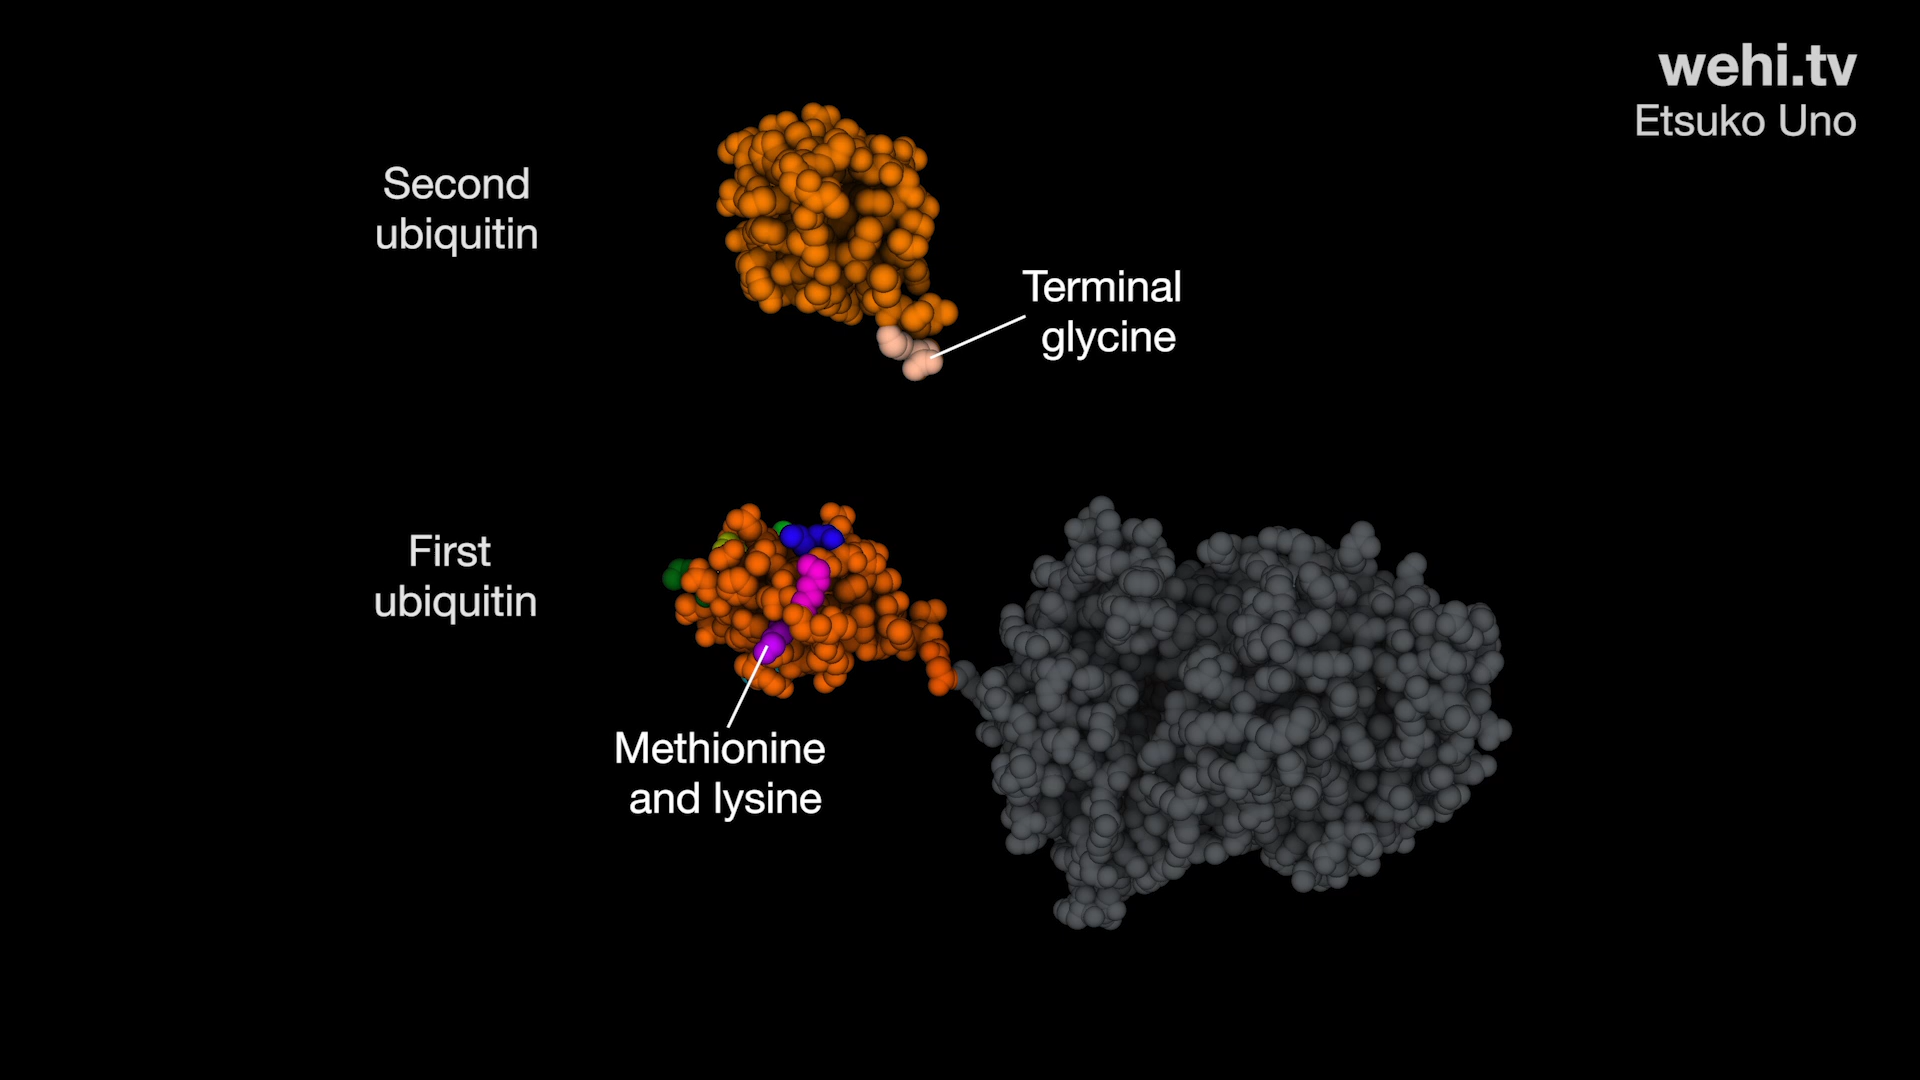 wehi.tv
Etsuko Uno
Second
ubiquitin
Terminal
glycine
First
ubiquitin
Methionine
and lysine